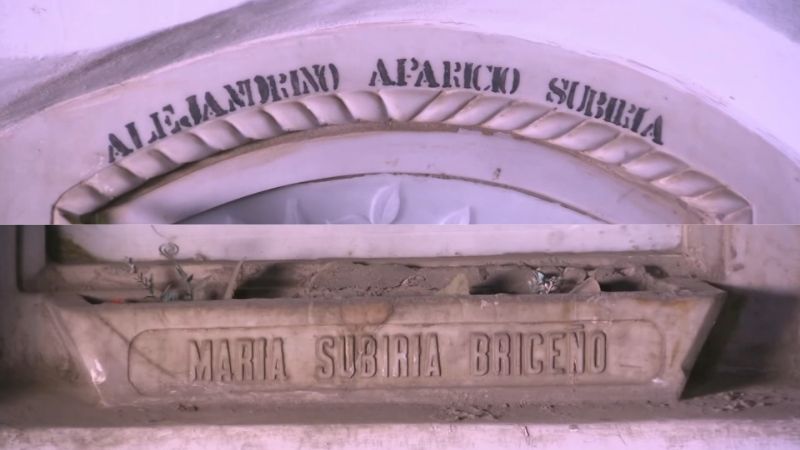 ALEJANDRINO APARICIO SUBIRIA
MARIA SUBIRIA BRICEÑO